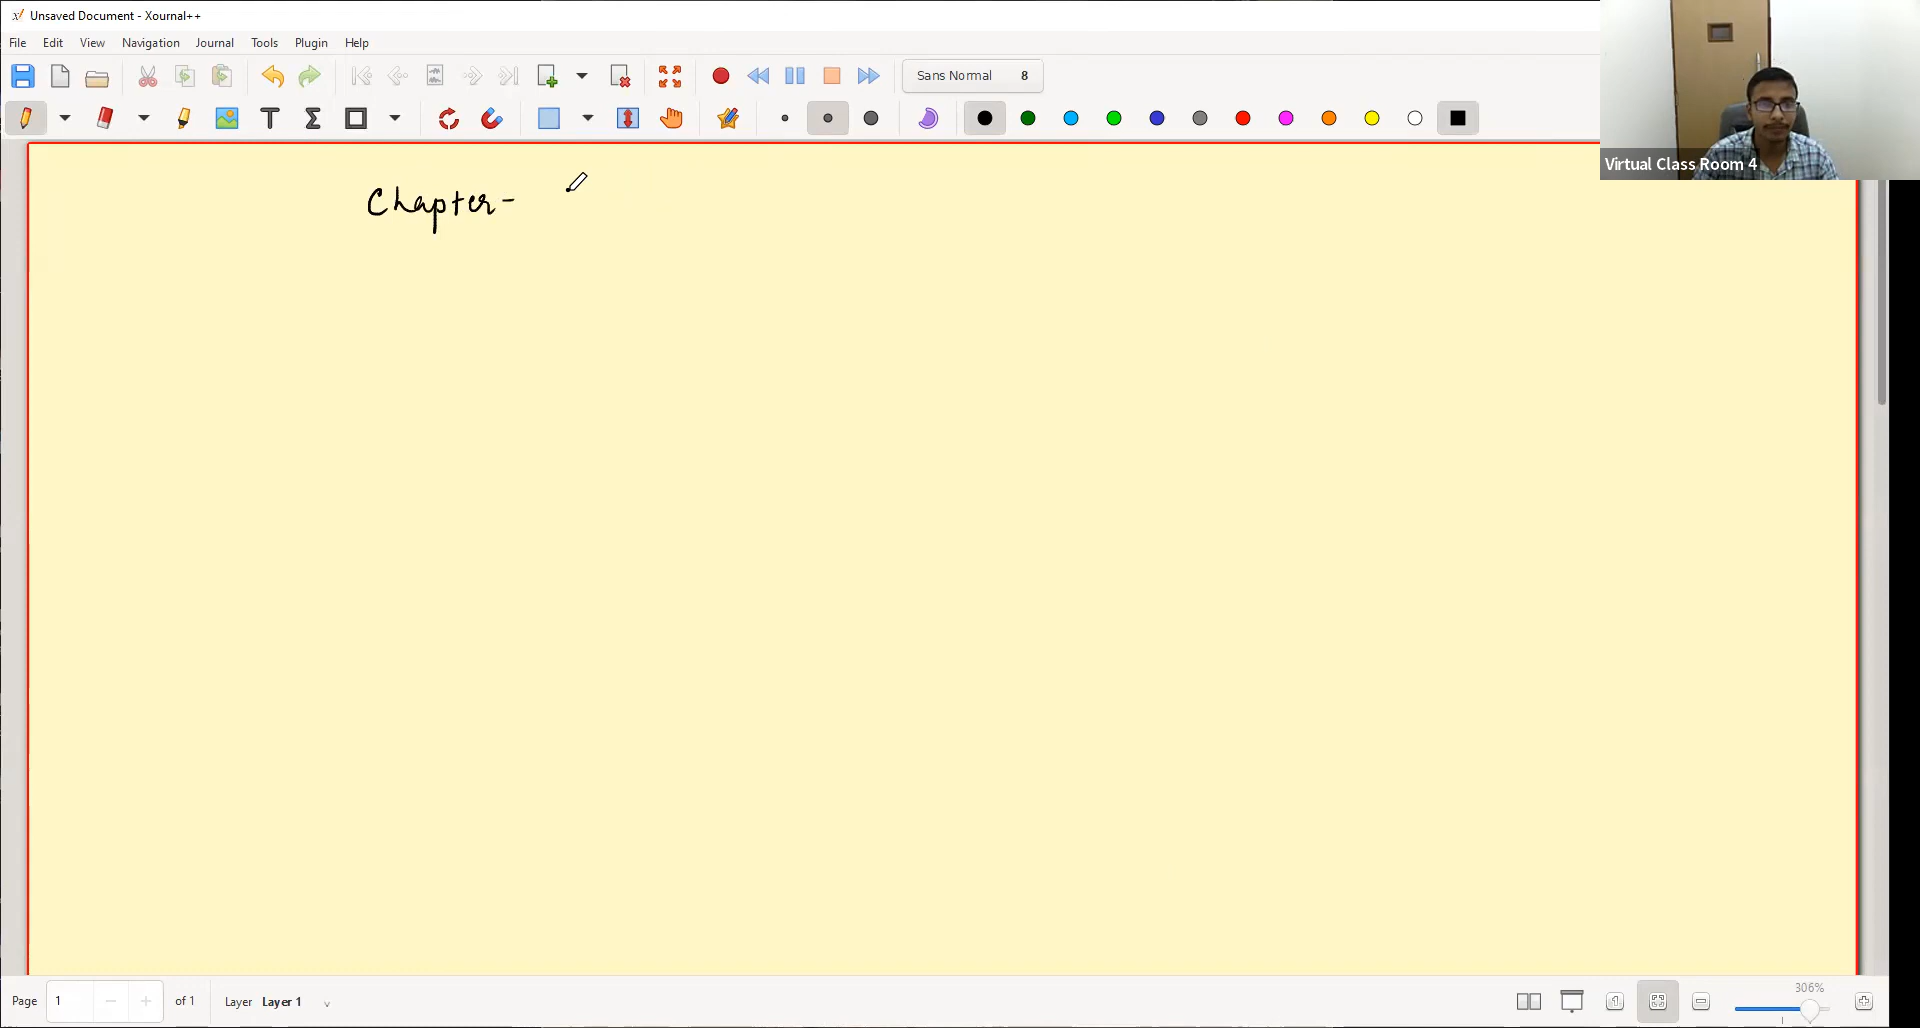 Unsaved Document - Xournal++
File Edit View Navigation Journal Tools Plugin Help
Sans Normal 8
Virtual Class Room 4
Chapter-
Page 1 of 1 Layer Layer 1 306%